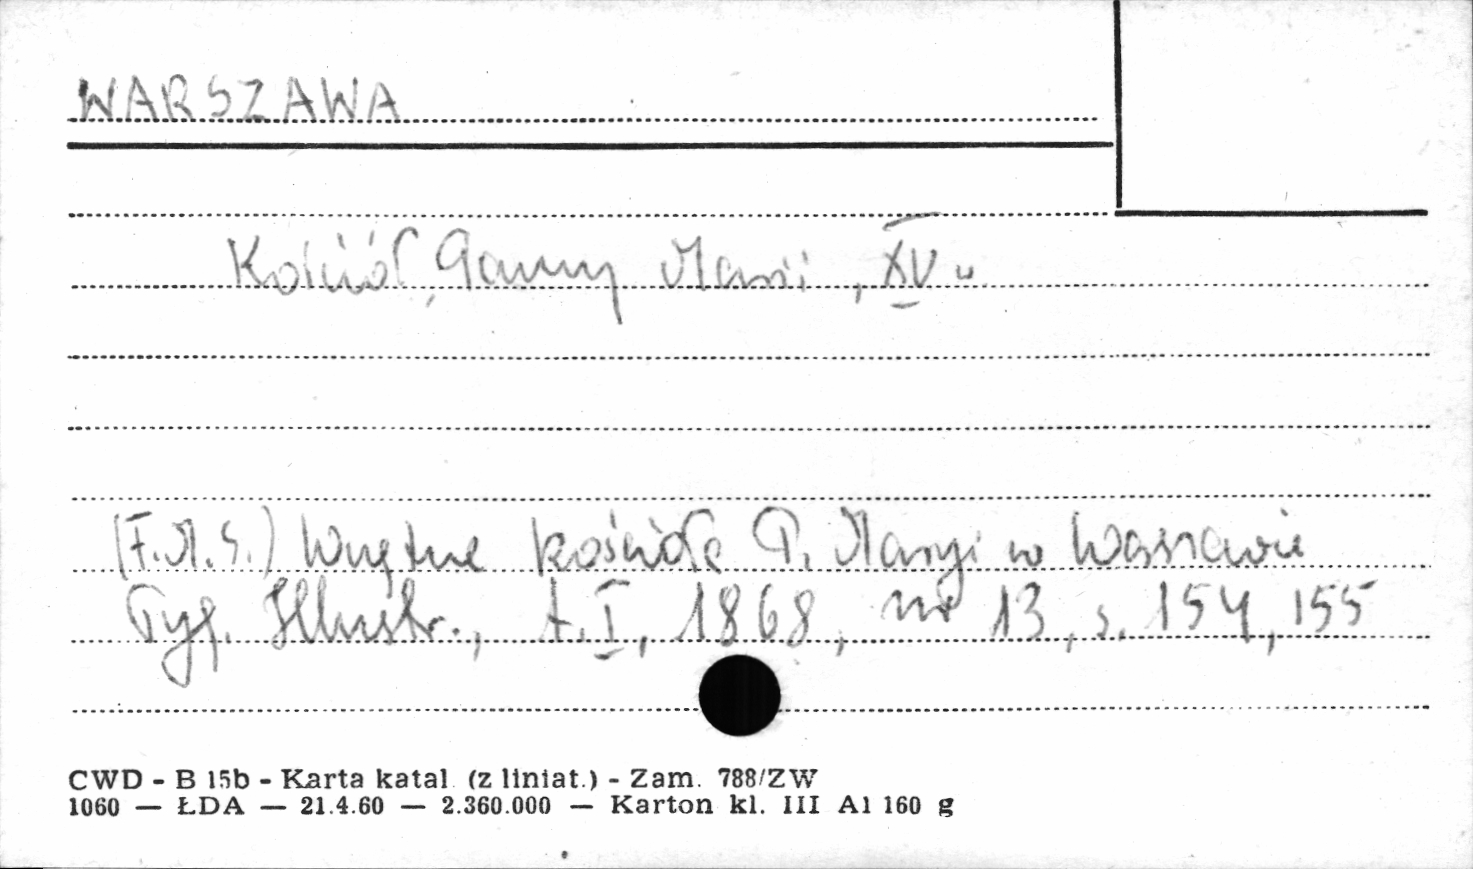 WARSZAWA
Kościół Panny Marii, XV w.
(F.M.S.) Wnętrze kościoła P. Maryi w Warszawie
Tyg. Illustr., t. I, 1868, nr 13, s. 154, 155
CWD - B 15b - Karta katal. (z liniat.) - Zam. 788/ZW
1060 — ŁDA — 21.4.60 — 2.360.000 — Karton kl. III A1 160 g